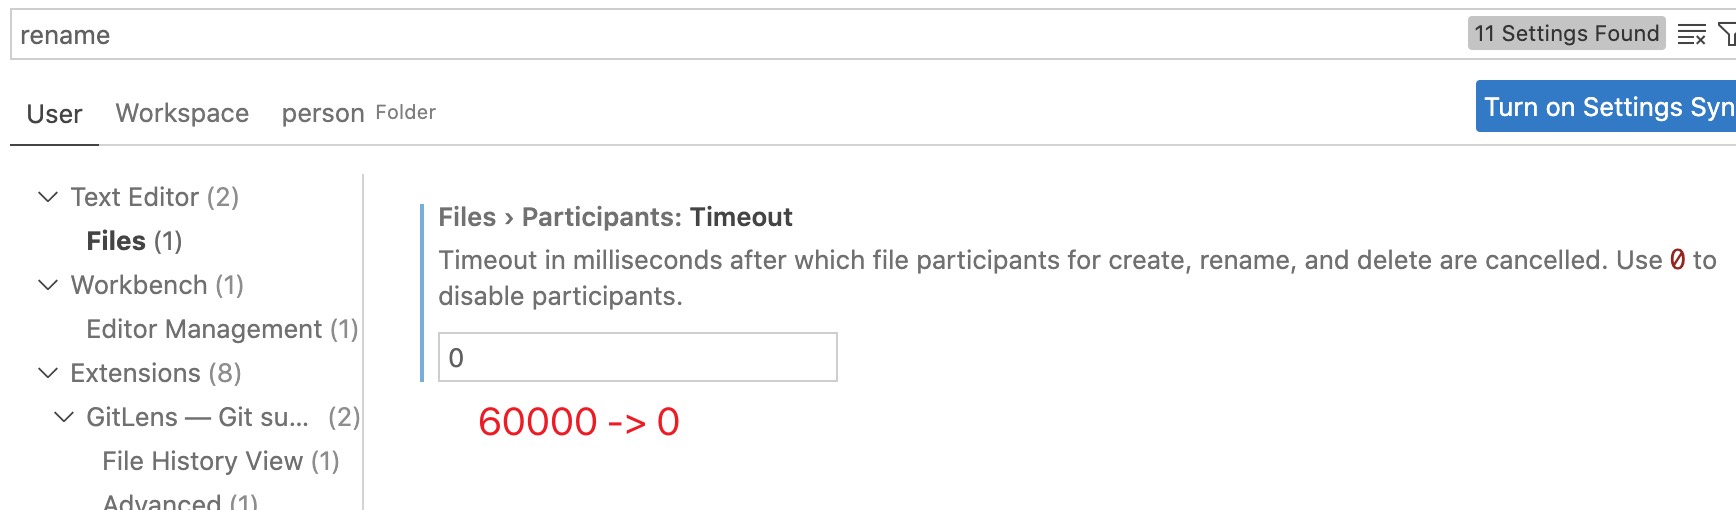 rename
11 Settings Found
User Workspace person Folder
Turn on Settings Syn
Text Editor (2)
Files (1)
Workbench (1)
Editor Management (1)
Extensions (8)
GitLens — Git su... (2)
File History View (1)
Advanced (1)
Files › Participants: Timeout
Timeout in milliseconds after which file participants for create, rename, and delete are cancelled. Use 0 to
disable participants.
0
60000 -> 0